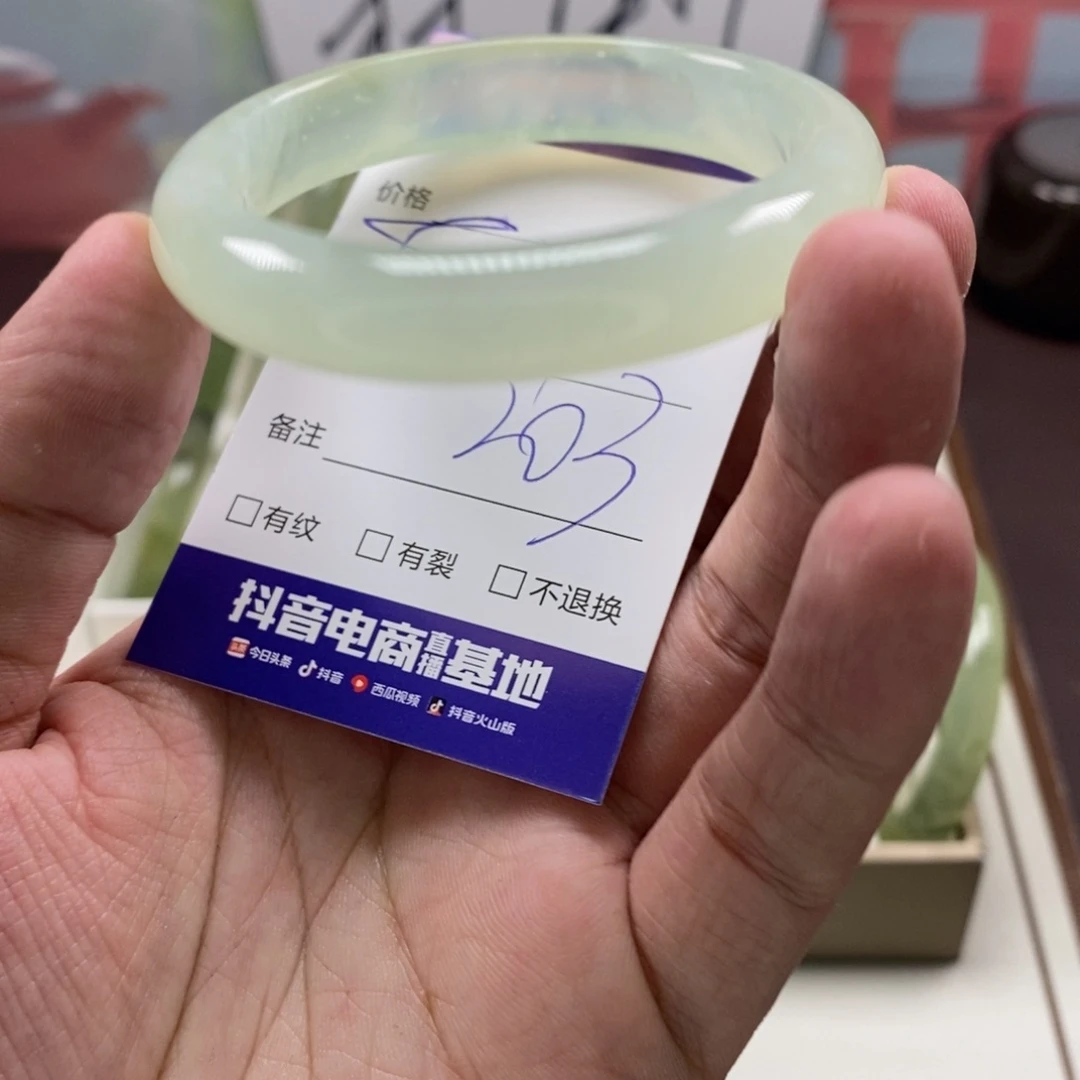 价格
203
备注
□有纹 □有裂 □不退换
抖音电商直播基地
今日头条 抖音 西瓜视频 抖音火山版